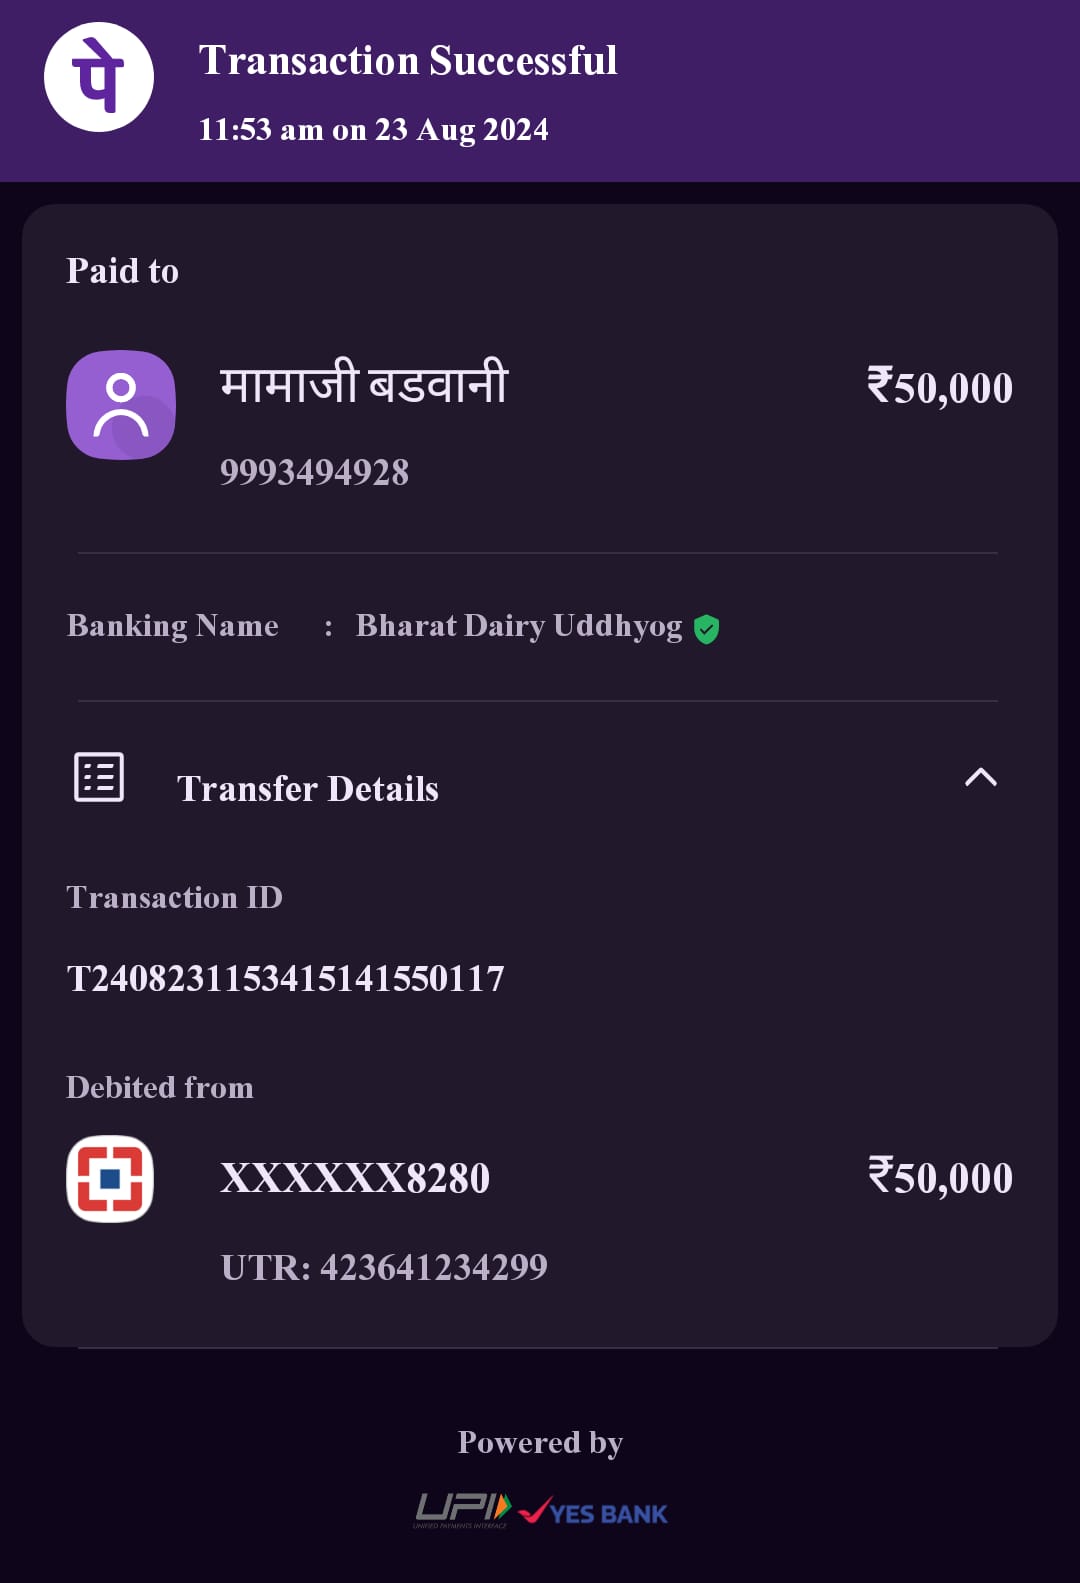 पे
Transaction Successful
11:53 am on 23 Aug 2024
Paid to
मामाजी बडवानी ₹50,000
9993494928
Banking Name : Bharat Dairy Uddhyog
Transfer Details
Transaction ID
T2408231153415141550117
Debited from
XXXXXX8280 ₹50,000
UTR: 423641234299
Powered by
UPI YES BANK
UNIFIED PAYMENTS INTERFACE